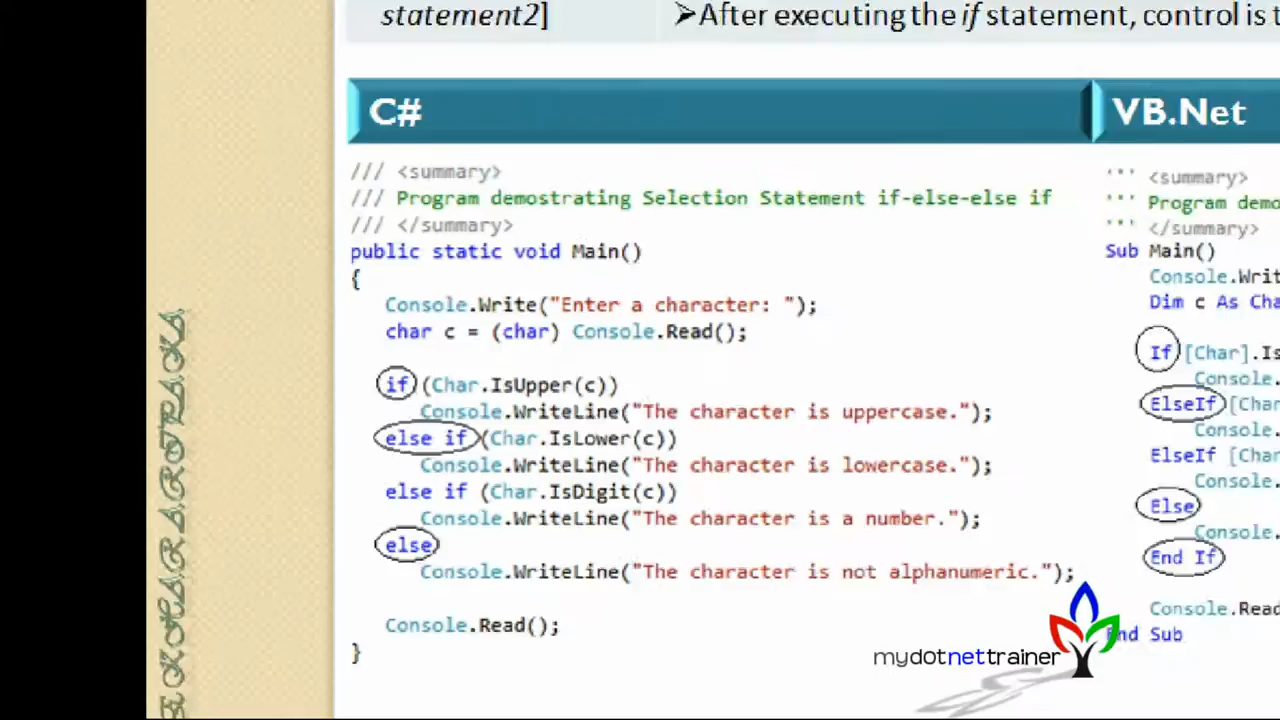 statement2]
➢After executing the if statement, control is t
C#
/// <summary>
/// Program demostrating Selection Statement if-else-else if
/// </summary>
public static void Main()
{
Console.Write("Enter a character: ");
char c = (char) Console.Read();
if (Char.IsUpper(c))
Console.WriteLine("The character is uppercase.");
else if (Char.IsLower(c))
Console.WriteLine("The character is lowercase.");
else if (Char.IsDigit(c))
Console.WriteLine("The character is a number.");
else
Console.WriteLine("The character is not alphanumeric.");
Console.Read();
}
VB.Net
''' <summary>
''' Program demo
''' </summary>
Sub Main()
Console.Writ
Dim c As Cha
If [Char].Is
Console.
ElseIf [Char
Console.
ElseIf [Char
Console.
Else
Console.
End If
Console.Read
End Sub
mydotnettrainer